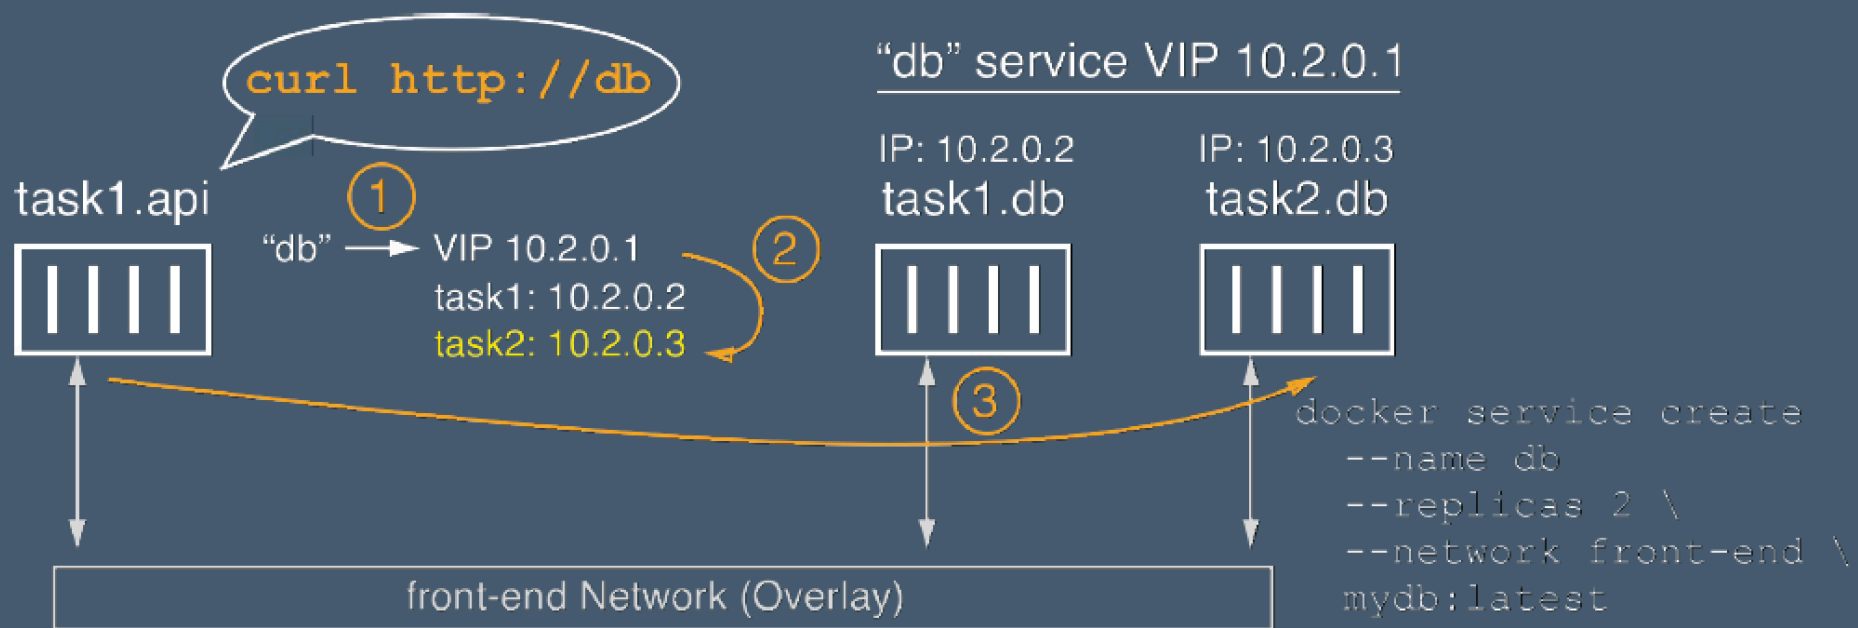 curl http://db
"db" service VIP 10.2.0.1
IP: 10.2.0.2
IP: 10.2.0.3
task1.api
1
task1.db
task2.db
"db"
VIP 10.2.0.1
2
task1: 10.2.0.2
task2: 10.2.0.3
3
docker service create
--name db
--replicas 2 \
--network front-end \
mydb:latest
front-end Network (Overlay)